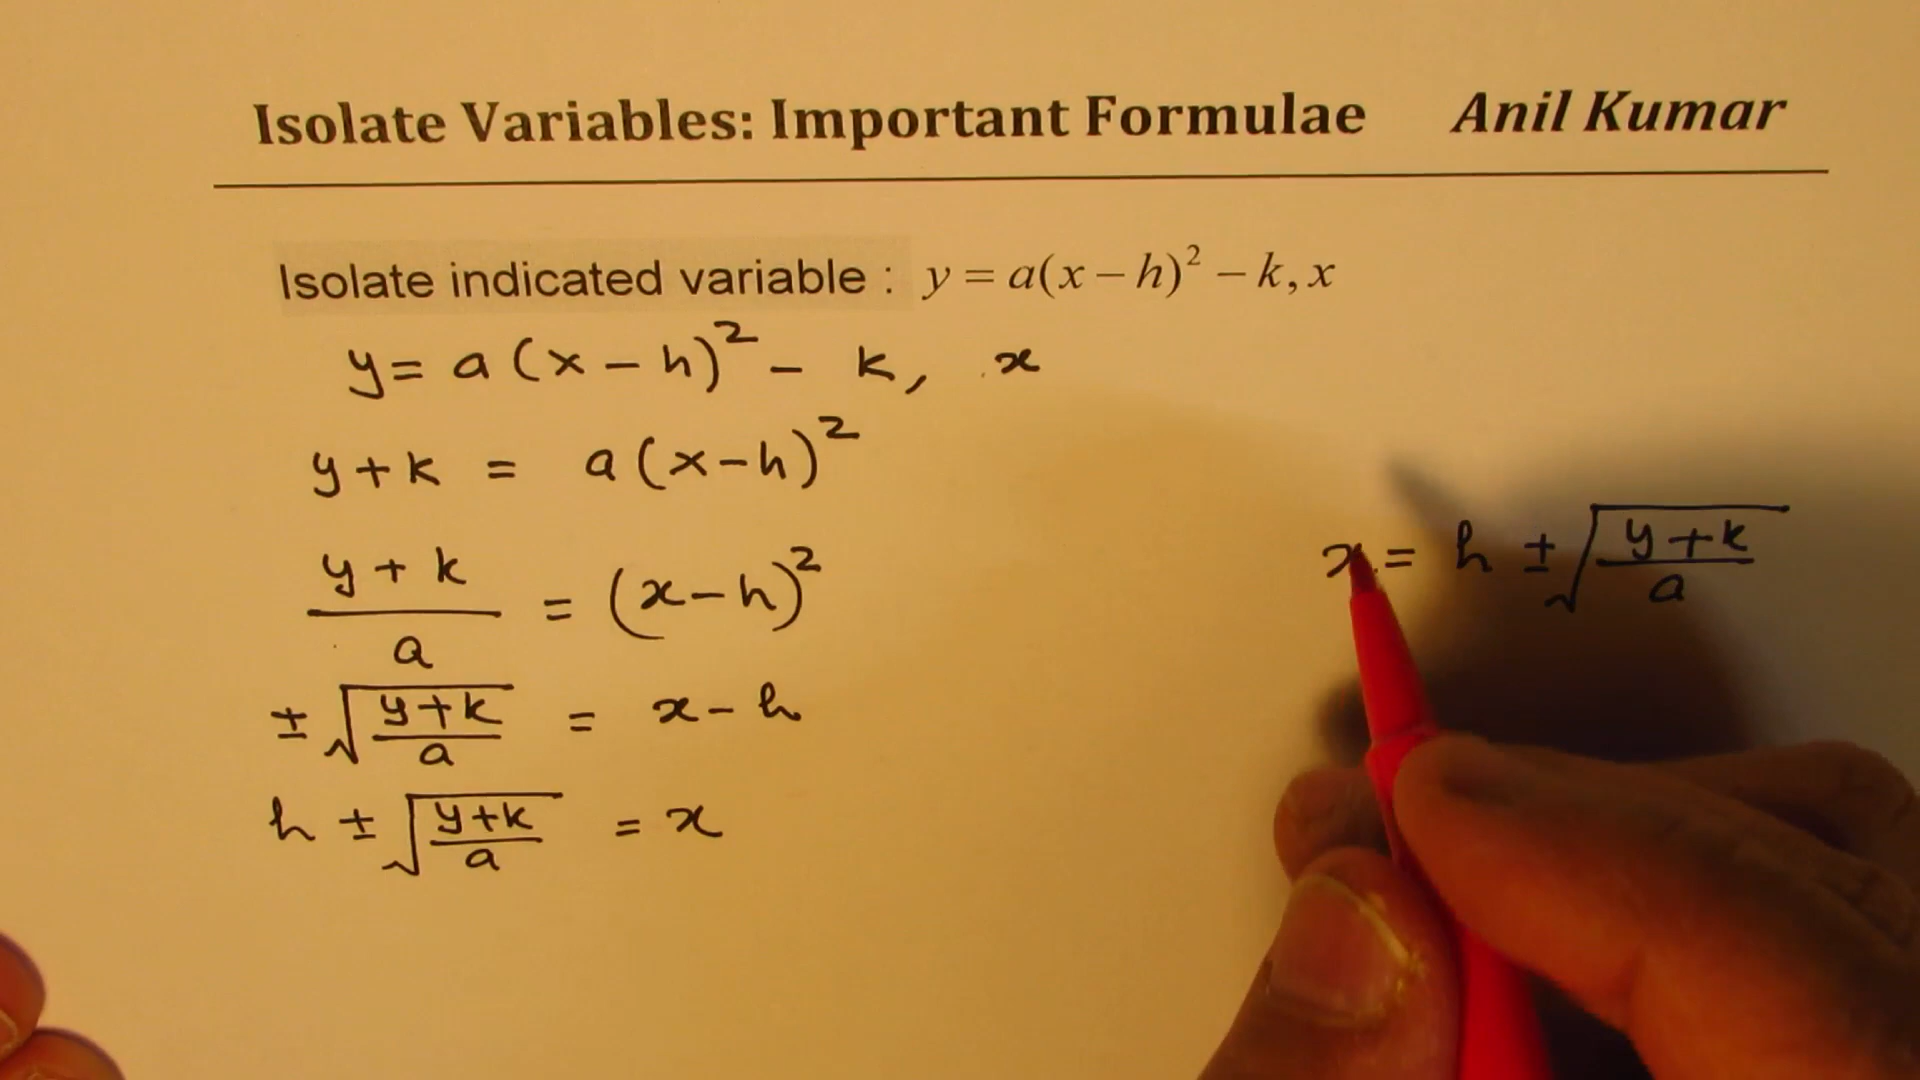 Isolate Variables: Important Formulae Anil Kumar
Isolate indicated variable : y = a(x − h)² − k, x
y = a(x − h)² − k, x
y + k = a(x − h)²
(y + k)/a = (x − h)²
± √((y + k)/a) = x − h
h ± √((y + k)/a) = x
x = h ± √((y + k)/a)